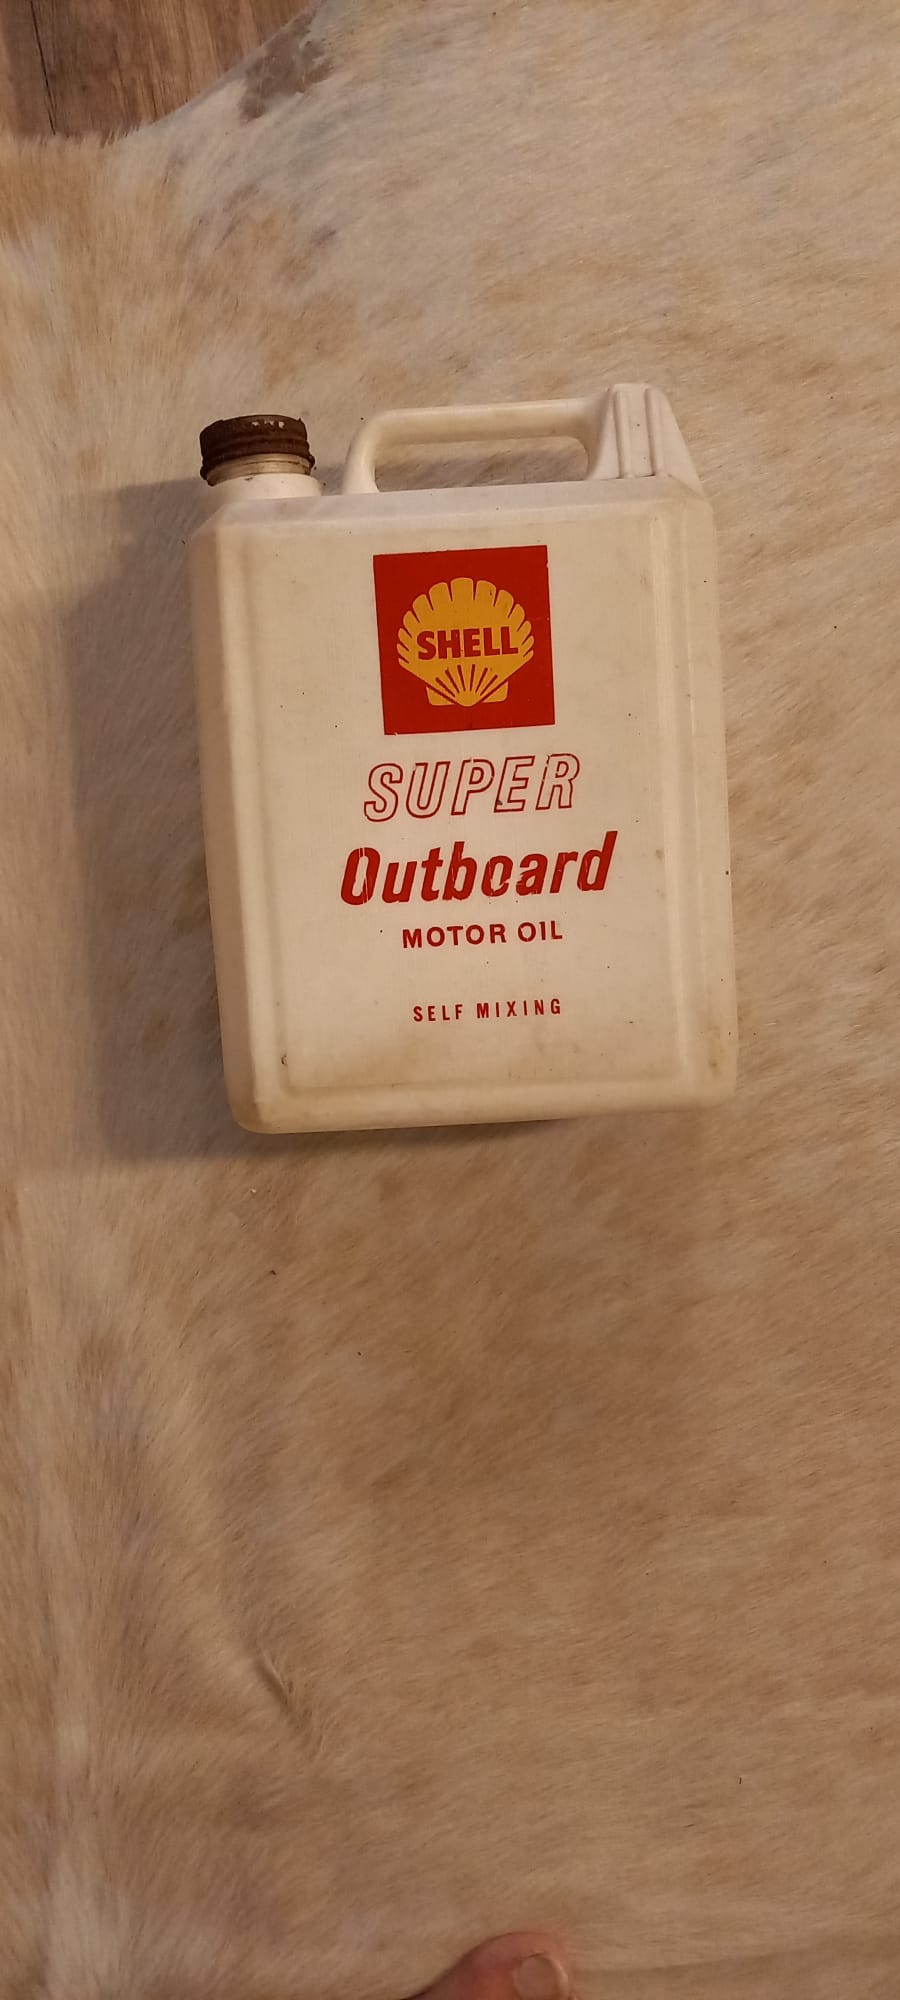 SHELL
SUPER
Outboard
MOTOR OIL
SELF MIXING